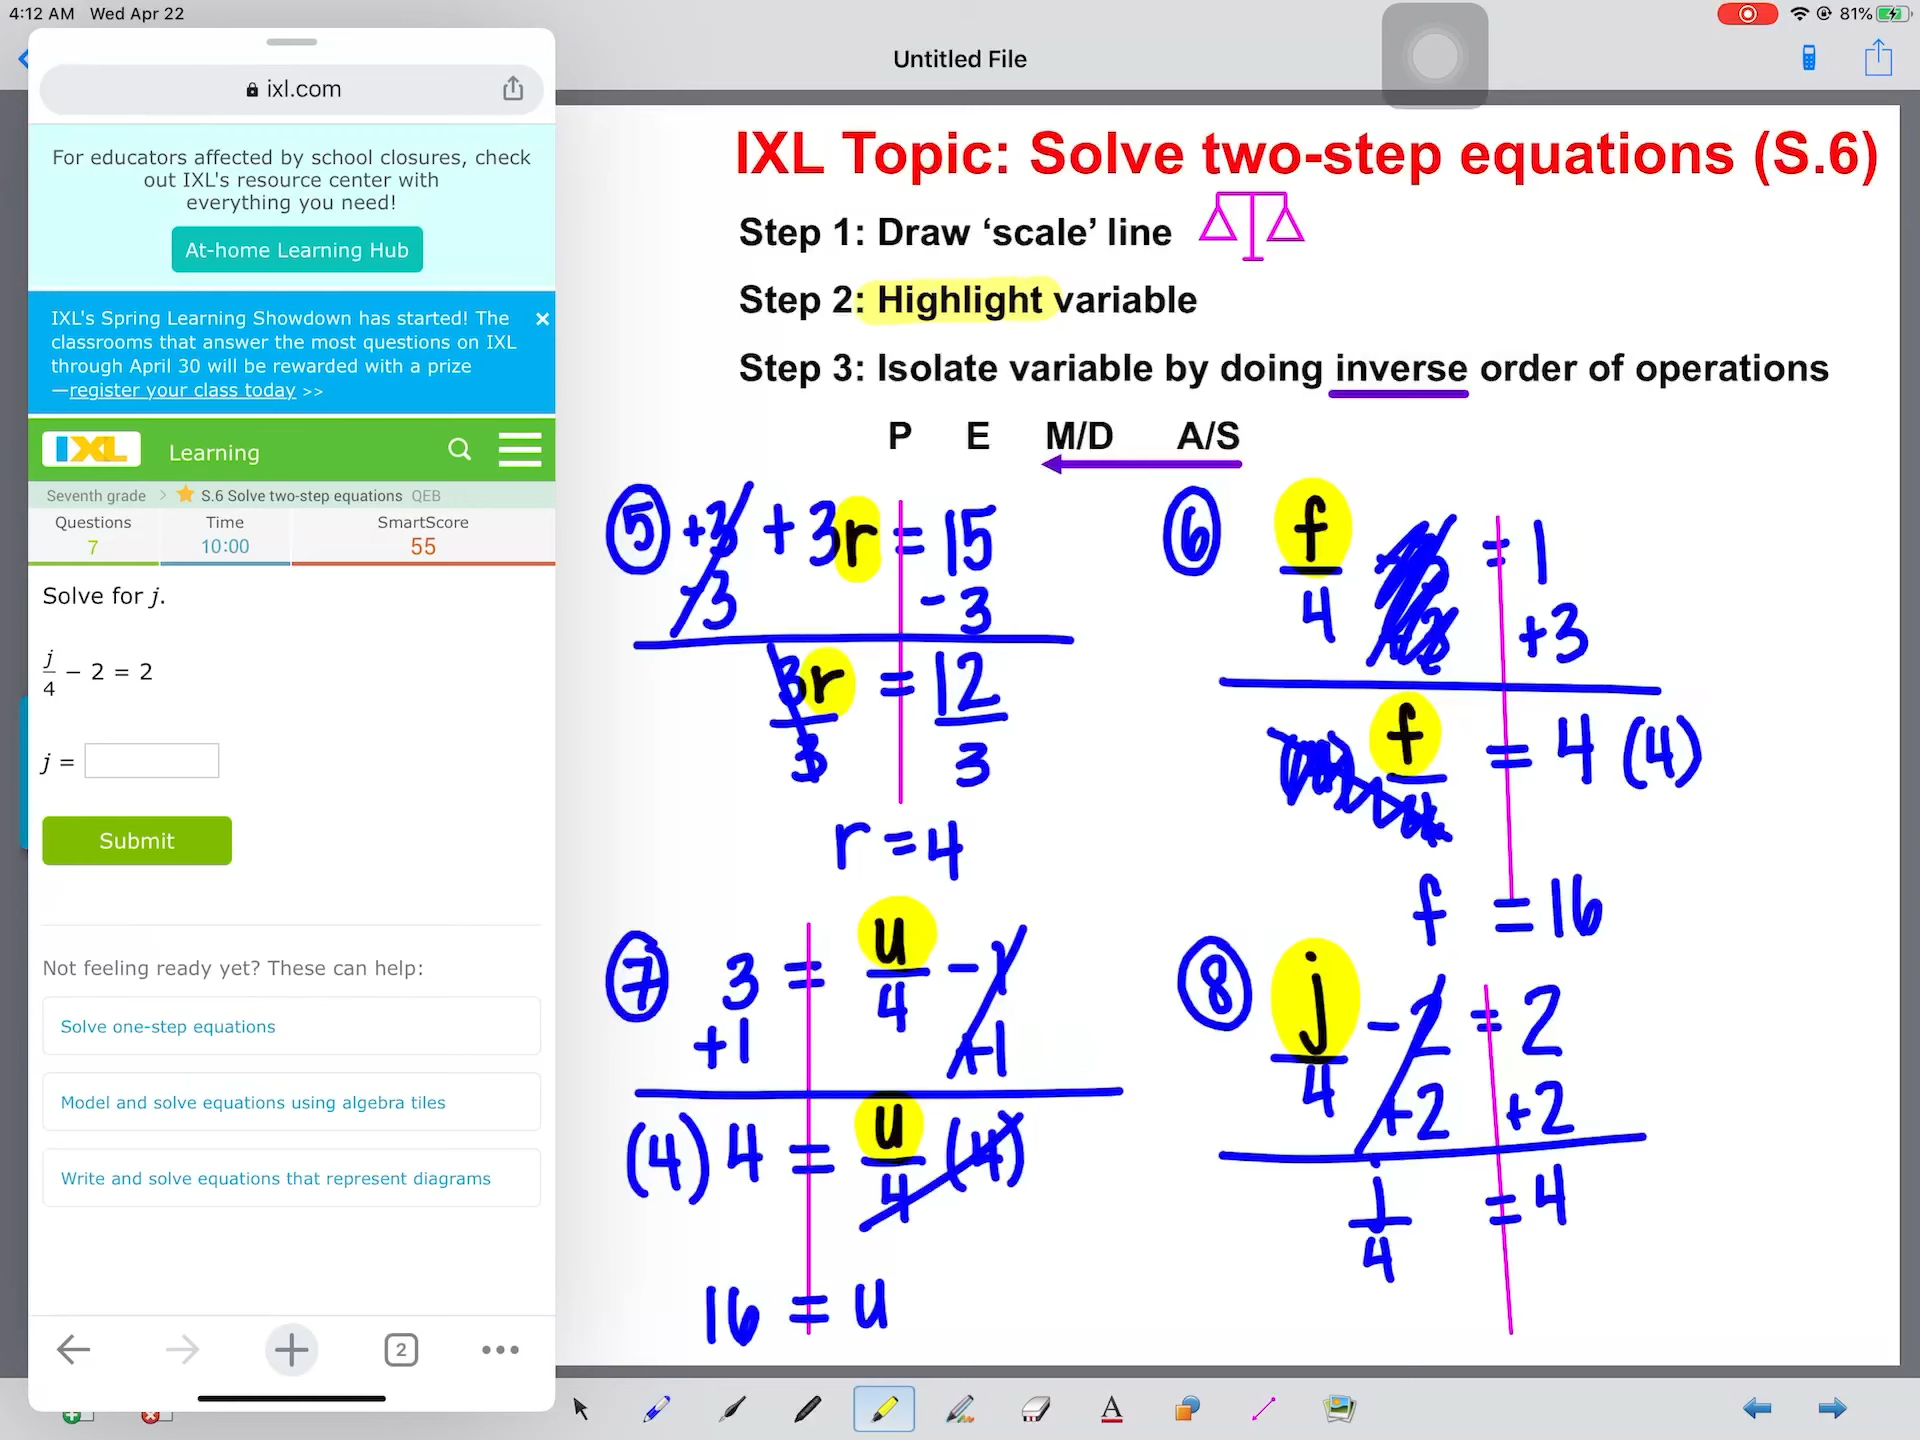 4:12 AM Wed Apr 22
81%
ixl.com
For educators affected by school closures, check
out IXL's resource center with
everything you need!
At-home Learning Hub
IXL's Spring Learning Showdown has started! The
classrooms that answer the most questions on IXL
through April 30 will be rewarded with a prize
—register your class today >>
IXL Learning
Seventh grade > S.6 Solve two-step equations QEB
Questions Time SmartScore
7 10:00 55
Solve for j.
j/4 − 2 = 2
j =
Submit
Not feeling ready yet? These can help:
Solve one-step equations
Model and solve equations using algebra tiles
Write and solve equations that represent diagrams
2
Untitled File
IXL Topic: Solve two-step equations (S.6)
Step 1: Draw ‘scale’ line
Step 2: Highlight variable
Step 3: Isolate variable by doing inverse order of operations
P E M/D A/S
5 +3 + 3r = 15
-3 - 3
3r = 12
3 3
r = 4
6 f = 1
4 +3
f = 4 (4)
f = 16
7 3 = u/4 - 1
+1 +1
(4) 4 = u/4 (4)
16 = u
8 j/4 - 2 = 2
+2 +2
j/4 = 4
A